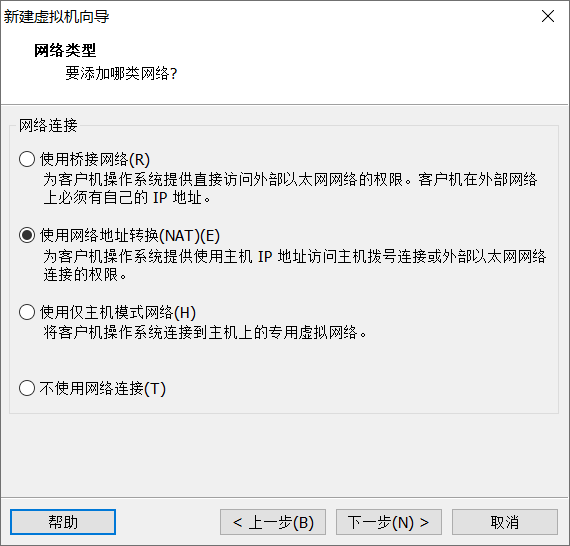 新建虚拟机向导
网络类型
要添加哪类网络?
网络连接
使用桥接网络(R)
为客户机操作系统提供直接访问外部以太网网络的权限。客户机在外部网络
上必须有自己的 IP 地址。
使用网络地址转换(NAT)(E)
为客户机操作系统提供使用主机 IP 地址访问主机拨号连接或外部以太网网络
连接的权限。
使用仅主机模式网络(H)
将客户机操作系统连接到主机上的专用虚拟网络。
不使用网络连接(T)
帮助
< 上一步(B)
下一步(N) >
取消